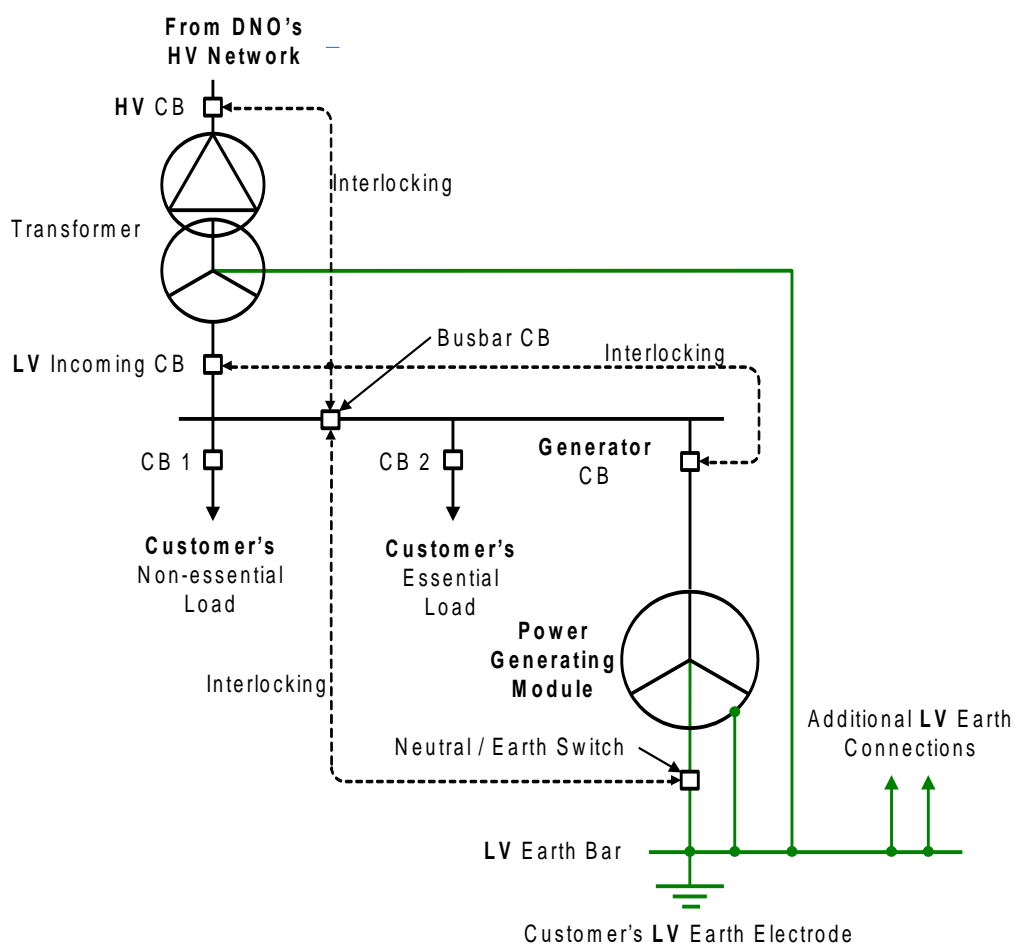 From DNO's
HV Network
HV CB
Interlocking
Transformer
Busbar CB
Interlocking
LV Incoming CB
CB 1
CB 2
Generator
CB
Customer's
Non-essential
Load
Customer's
Essential
Load
Power
Generating
Module
Interlocking
Neutral / Earth Switch
Additional LV Earth
Connections
LV Earth Bar
Customer's LV Earth Electrode